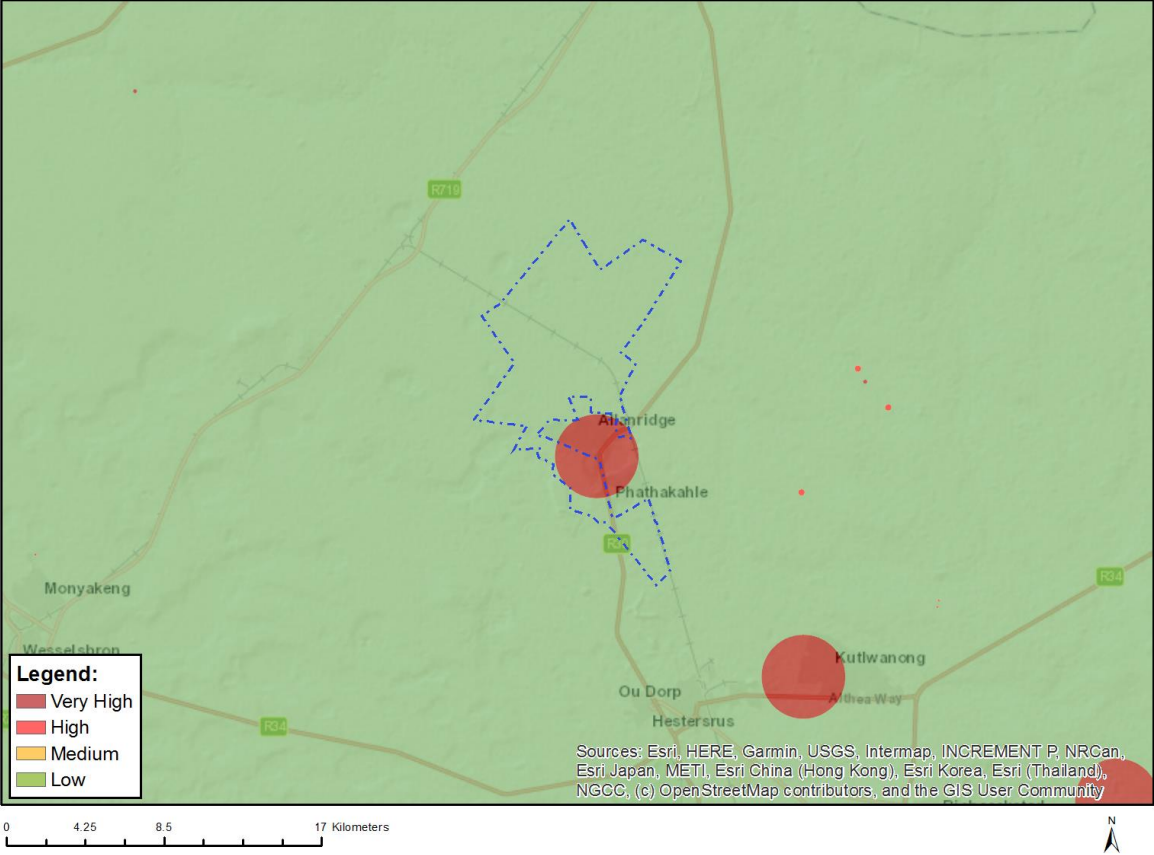 R719
Allanridge
Phathakahle
Monyakeng
R34
Wesselsbron
Kutlwanong
Althea Way
Ou Dorp
Hestersrus
R34
Legend:
Very High
High
Medium
Low
Sources: Esri, HERE, Garmin, USGS, Intermap, INCREMENT P, NRCan,
Esri Japan, METI, Esri China (Hong Kong), Esri Korea, Esri (Thailand),
NGCC, (c) OpenStreetMap contributors, and the GIS User Community
0 4.25 8.5 17 Kilometers
N